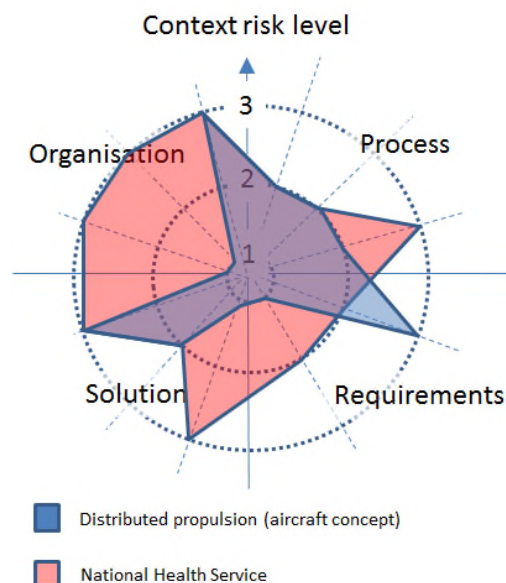 Context risk level
3
Process
Organisation
2
1
Solution
Requirements
Distributed propulsion (aircraft concept)
National Health Service